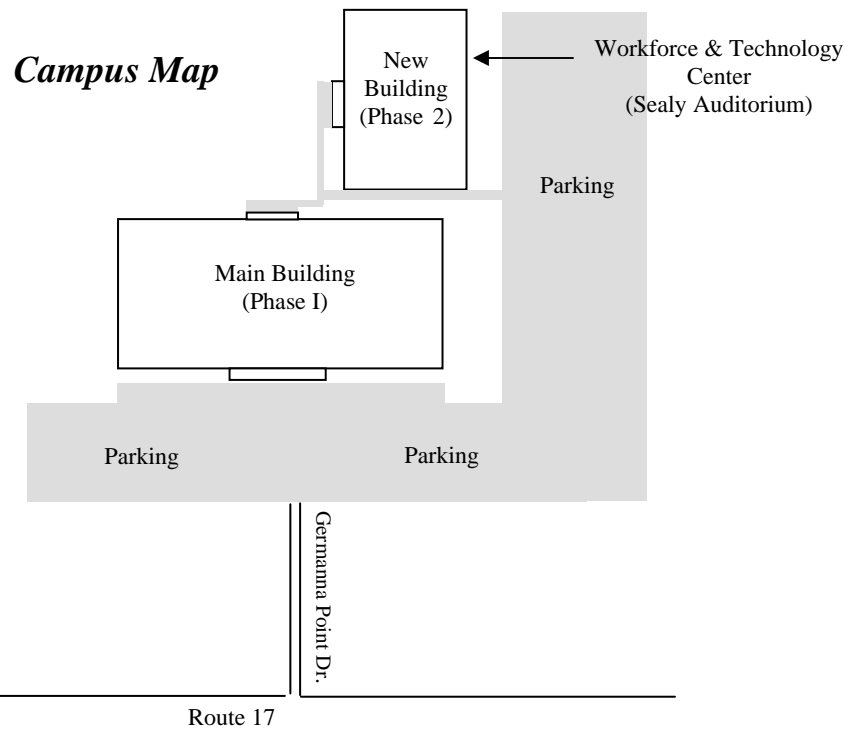 Campus Map
New
Building
(Phase 2)
Workforce & Technology
Center
(Sealy Auditorium)
Parking
Main Building
(Phase I)
Parking
Parking
Germanna Point Dr.
Route 17